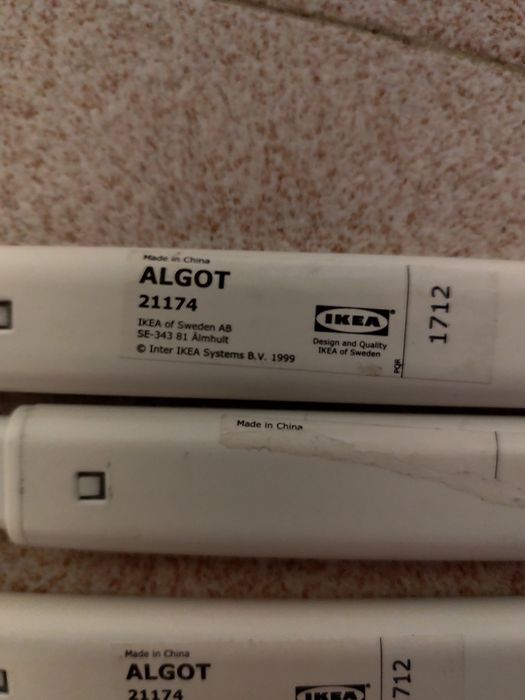 Made in China
ALGOT
21174
IKEA of Sweden AB
SE-343 81 Älmhult
© Inter IKEA Systems B.V. 1999
IKEA®
Design and Quality
IKEA of Sweden
PQR
1712
Made in China
Made in China
ALGOT
21174
IKEA
712